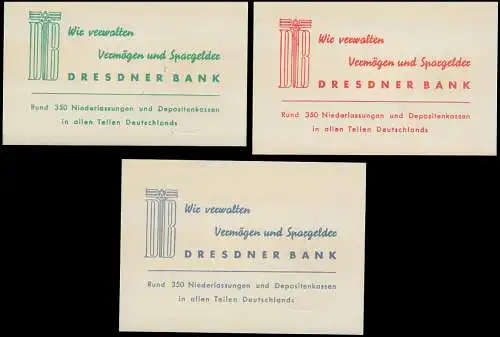 DB
Wir verwalten
Vermögen und Spargelder
DRESDNER BANK
Rund 350 Niederlassungen und Depositenkassen
in allen Teilen Deutschlands
DB
Wir verwalten
Vermögen und Spargelder
DRESDNER BANK
Rund 350 Niederlassungen und Depositenkassen
in allen Teilen Deutschlands
DB
Wir verwalten
Vermögen und Spargelder
DRESDNER BANK
Rund 350 Niederlassungen und Depositenkassen
in allen Teilen Deutschlands